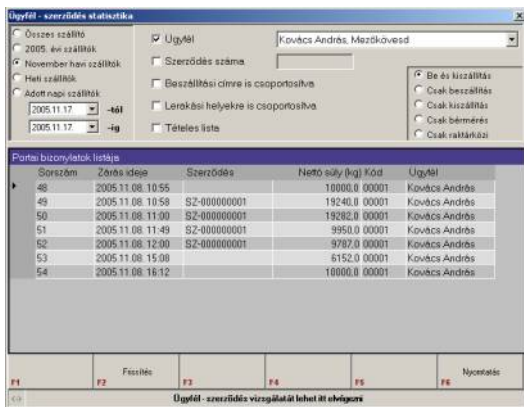 Ügyfél - szerződés statisztika
Összes szállító
2005. évi szállítók
November havi szállítók
Heti szállítók
Adott napi szállítók
2005.11.17. -tól
2005.11.17. -ig
Ügyfél
Kovács András, Mezőkövesd
Szerződés száma
Beszállítási címre is csoportosítva
Lerakási helyekre is csoportosítva
Tételes lista
Be és kiszállítás
Csak beszállítás
Csak kiszállítás
Csak bérmérés
Csak raktárközi
Portai bizonylatok listája
Sorszám Zárás ideje Szerződés Nettó súly (kg) Kód Ügyfél
48 2005.11.08. 10:55 10000,0 00001 Kovács András
49 2005.11.08. 10:58 SZ-000000001 19240,0 00001 Kovács András
50 2005.11.08. 11:00 SZ-000000001 19282,0 00001 Kovács András
51 2005.11.08. 11:49 SZ-000000001 9950,0 00001 Kovács András
52 2005.11.08. 12:00 SZ-000000001 9787,0 00001 Kovács András
53 2005.11.08. 15:08 6152,0 00001 Kovács András
54 2005.11.08. 16:12 10000,0 00001 Kovács András
F1 F2 Frissítés F3 F4 F5 F6 Nyomtatás
Ügyfél - szerződés vizsgálatát lehet itt elvégezni